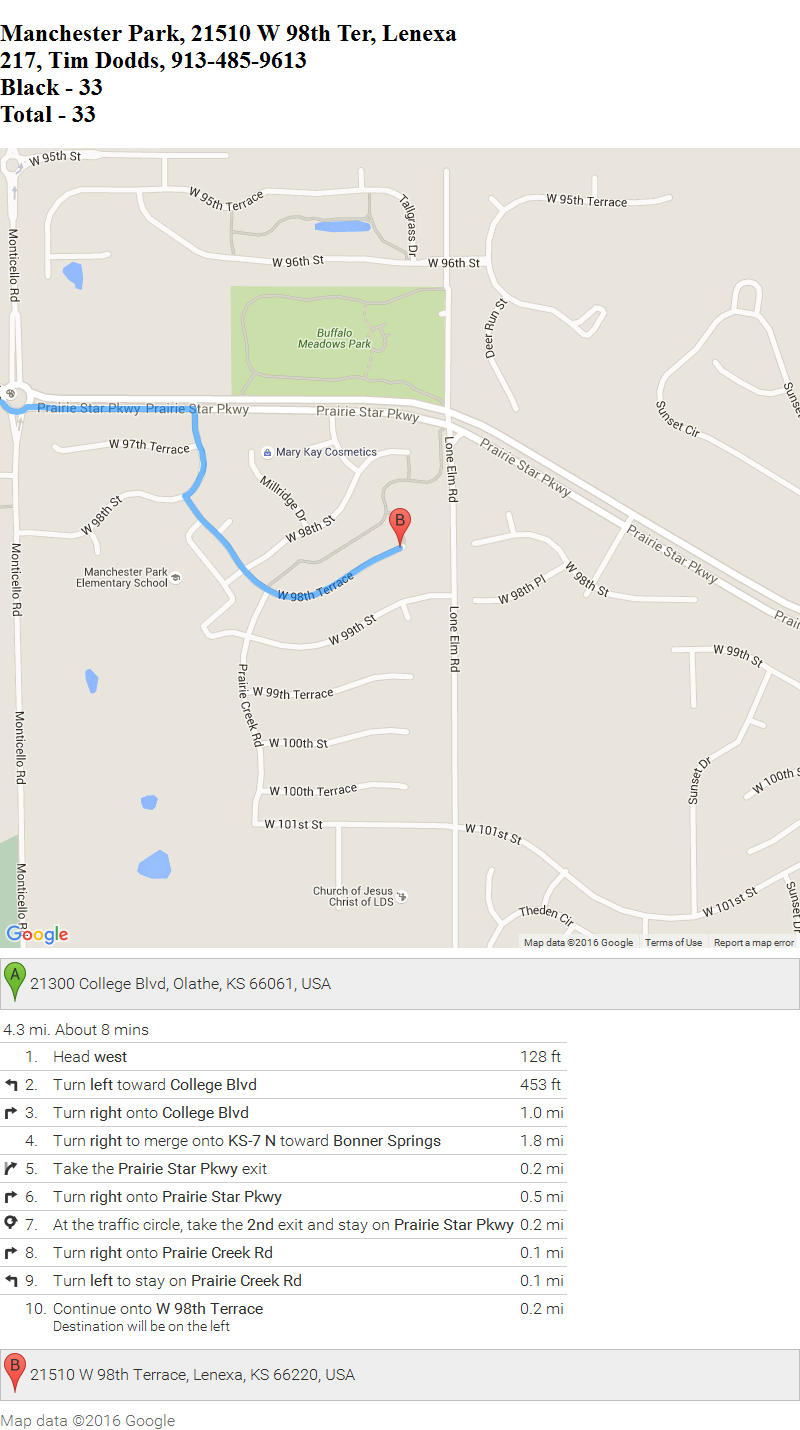 Manchester Park, 21510 W 98th Ter, Lenexa
217, Tim Dodds, 913-485-9613
Black - 33
Total - 33
W 95th St
W 95th Terrace
Tallgrass Dr
W 95th Terrace
Monticello Rd
W 96th St
W 96th St
Deer Run St
Buffalo
Meadows Park
Sunset
Sunset Cir
Prairie Star Pkwy
Prairie Star Pkwy
Prairie Star Pkwy
Prairie Star Pkwy
Lone Elm Rd
W 97th Terrace
Mary Kay Cosmetics
Millridge Dr
W 98th St
W 98th St
B
Prairie Star Pkwy
Monticello Rd
Manchester Park
Elementary School
W 98th Terrace
W 98th Pl
W 98th St
Prai
W 99th St
Lone Elm Rd
W 99th St
Prairie Creek Rd
W 99th Terrace
Monticello Rd
W 100th St
Sunset Dr
W 100th S
W 100th Terrace
W 101st St
W 101st St
Monticello R
Church of Jesus
Christ of LDS
W 101st St
Sunset Dr
Theden Cir
Google
Map data ©2016 Google
Terms of Use
Report a map error
A
21300 College Blvd, Olathe, KS 66061, USA
4.3 mi. About 8 mins
1. Head west 128 ft
2. Turn left toward College Blvd 453 ft
3. Turn right onto College Blvd 1.0 mi
4. Turn right to merge onto KS-7 N toward Bonner Springs 1.8 mi
5. Take the Prairie Star Pkwy exit 0.2 mi
6. Turn right onto Prairie Star Pkwy 0.5 mi
7. At the traffic circle, take the 2nd exit and stay on Prairie Star Pkwy 0.2 mi
8. Turn right onto Prairie Creek Rd 0.1 mi
9. Turn left to stay on Prairie Creek Rd 0.1 mi
10. Continue onto W 98th Terrace 0.2 mi
Destination will be on the left
B
21510 W 98th Terrace, Lenexa, KS 66220, USA
Map data ©2016 Google